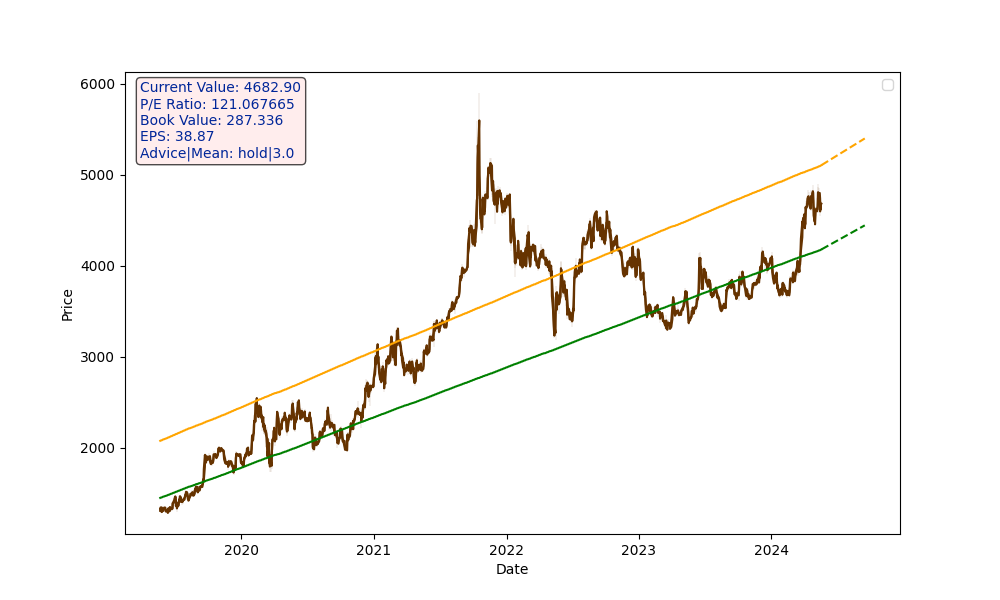 6000
5000
4000
3000
2000
Price
Current Value: 4682.90
P/E Ratio: 121.067665
Book Value: 287.336
EPS: 38.87
Advice|Mean: hold|3.0
2020 2021 2022 2023 2024
Date